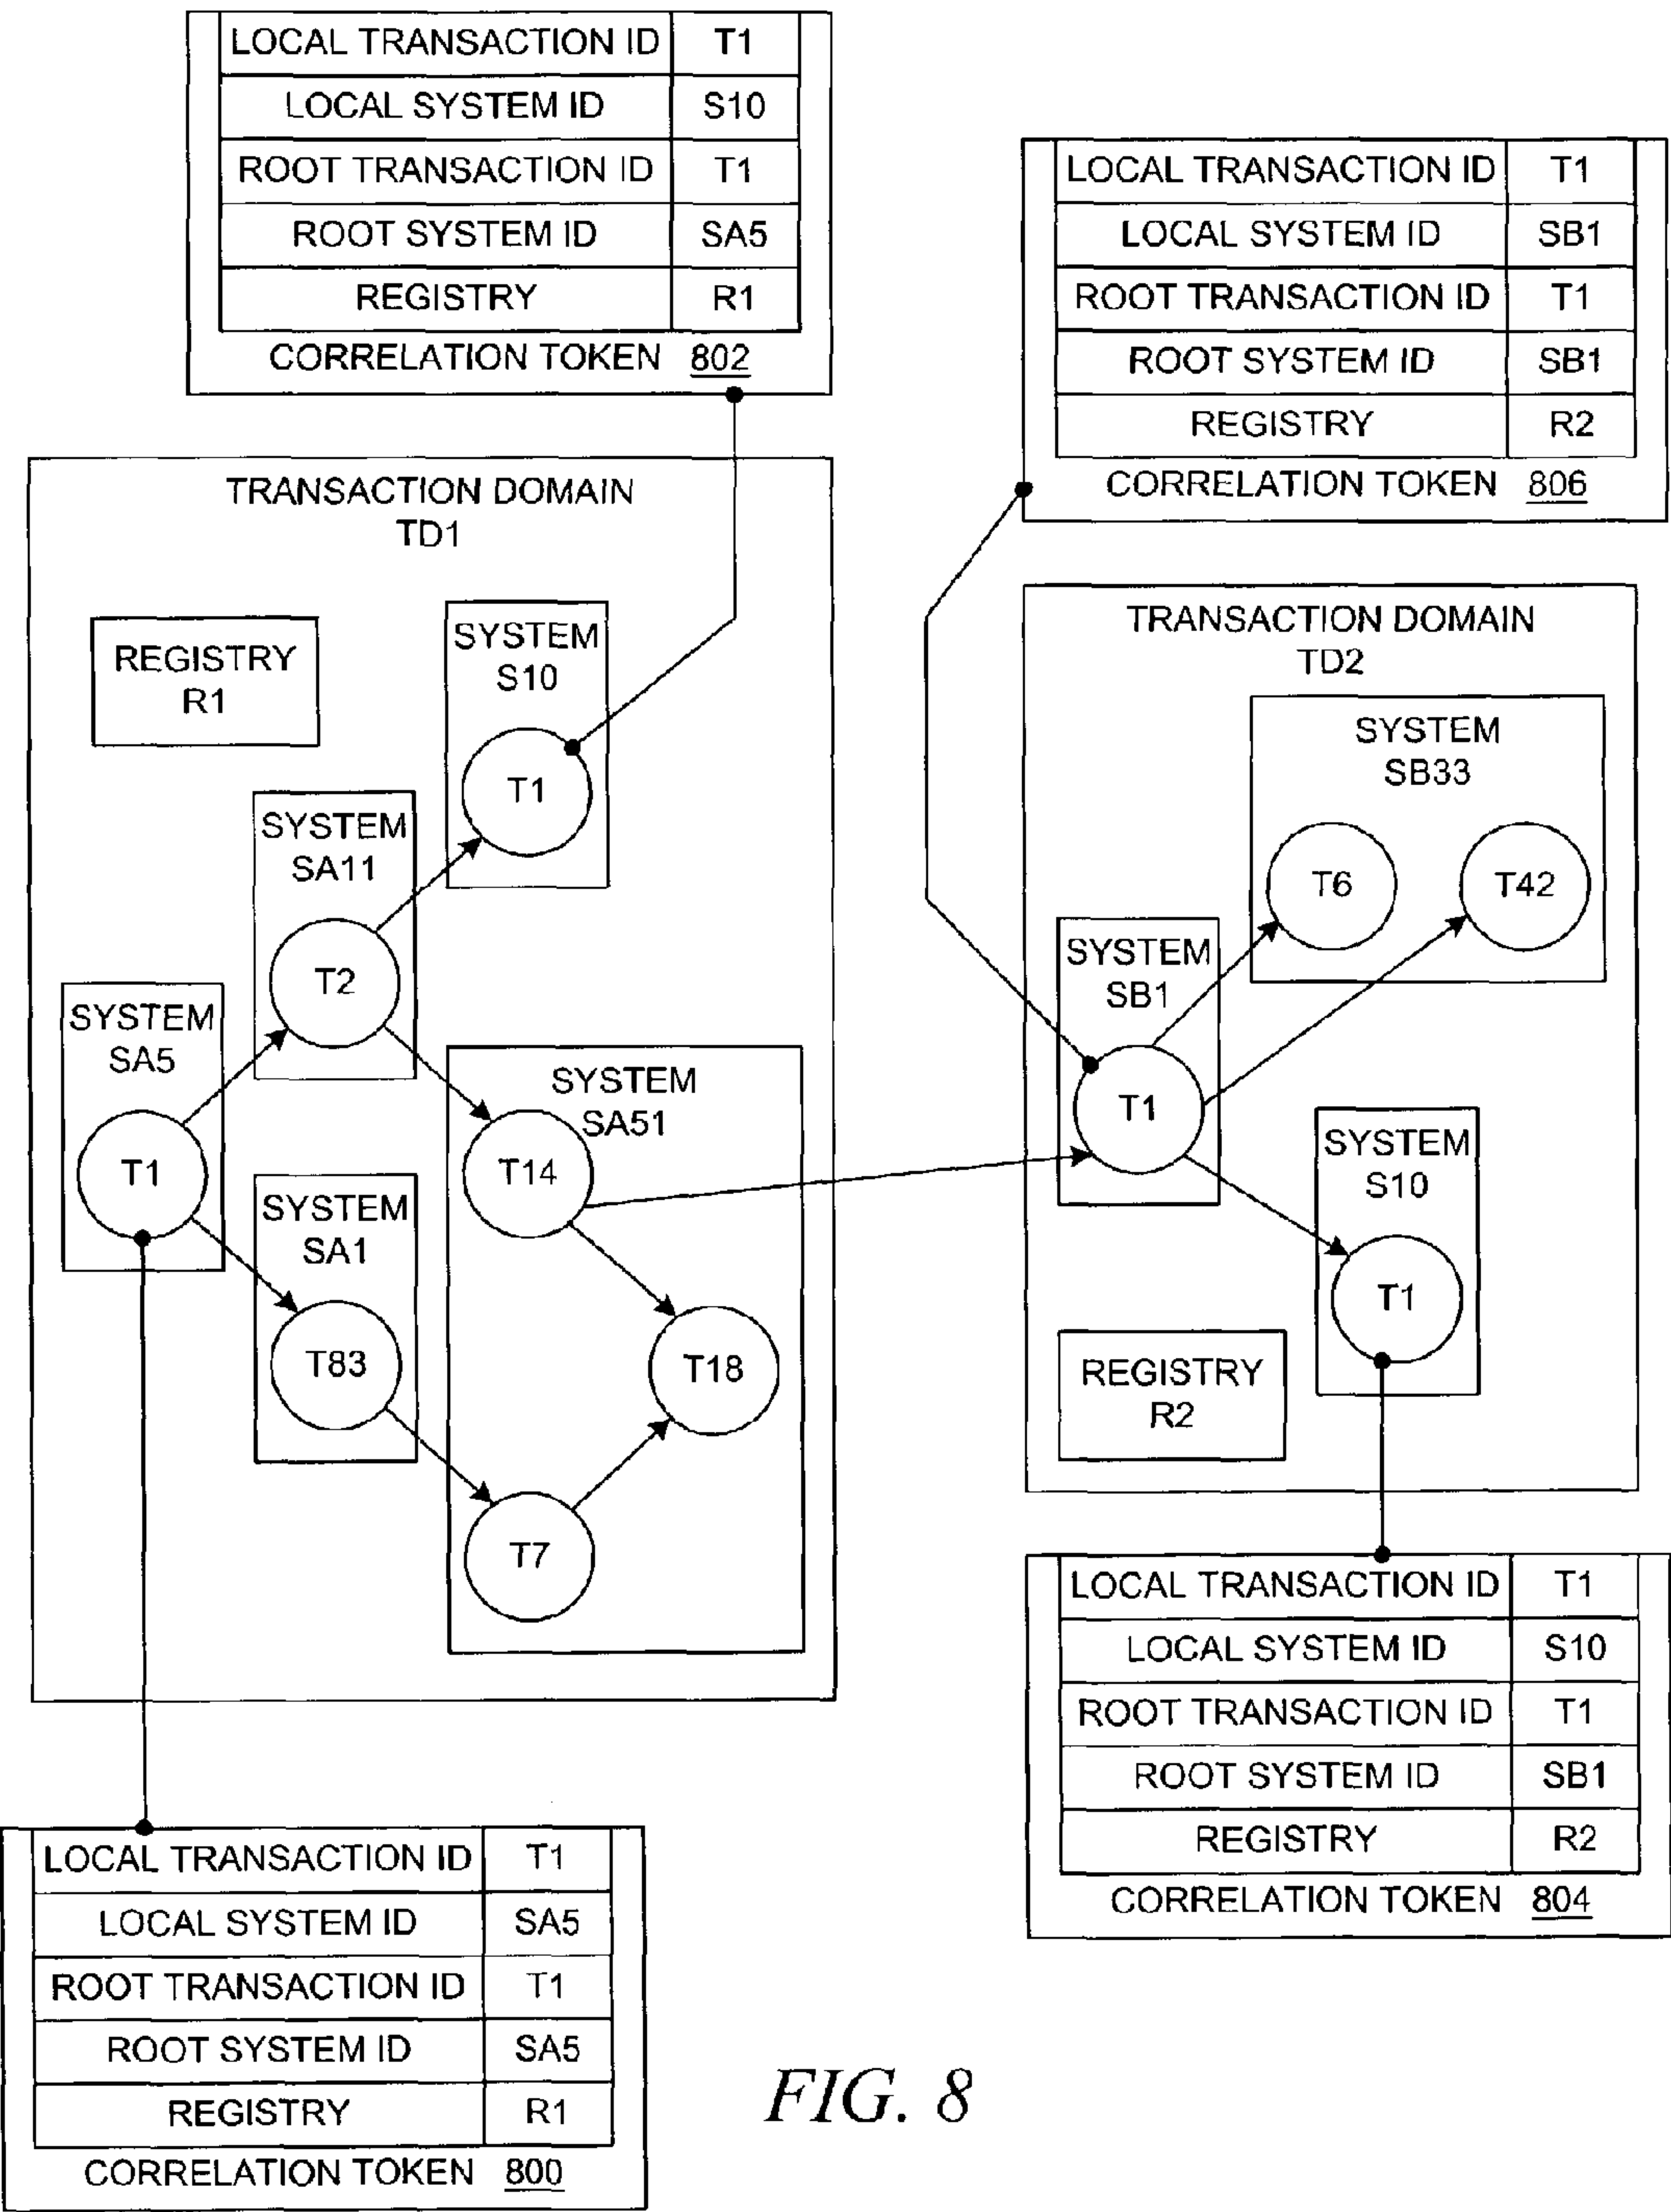 LOCAL TRANSACTION ID T1
LOCAL SYSTEM ID S10
ROOT TRANSACTION ID T1
ROOT SYSTEM ID SA5
REGISTRY R1
CORRELATION TOKEN 802
LOCAL TRANSACTION ID T1
LOCAL SYSTEM ID SB1
ROOT TRANSACTION ID T1
ROOT SYSTEM ID SB1
REGISTRY R2
CORRELATION TOKEN 806
TRANSACTION DOMAIN
TD1
REGISTRY
R1
SYSTEM
S10
T1
SYSTEM
SA11
T2
SYSTEM
SA5
T1
SYSTEM
SA1
T83
SYSTEM
SA51
T14
T18
T7
TRANSACTION DOMAIN
TD2
SYSTEM
SB33
T6
T42
SYSTEM
SB1
T1
SYSTEM
S10
T1
REGISTRY
R2
LOCAL TRANSACTION ID T1
LOCAL SYSTEM ID S10
ROOT TRANSACTION ID T1
ROOT SYSTEM ID SB1
REGISTRY R2
CORRELATION TOKEN 804
LOCAL TRANSACTION ID T1
LOCAL SYSTEM ID SA5
ROOT TRANSACTION ID T1
ROOT SYSTEM ID SA5
REGISTRY R1
CORRELATION TOKEN 800
FIG. 8